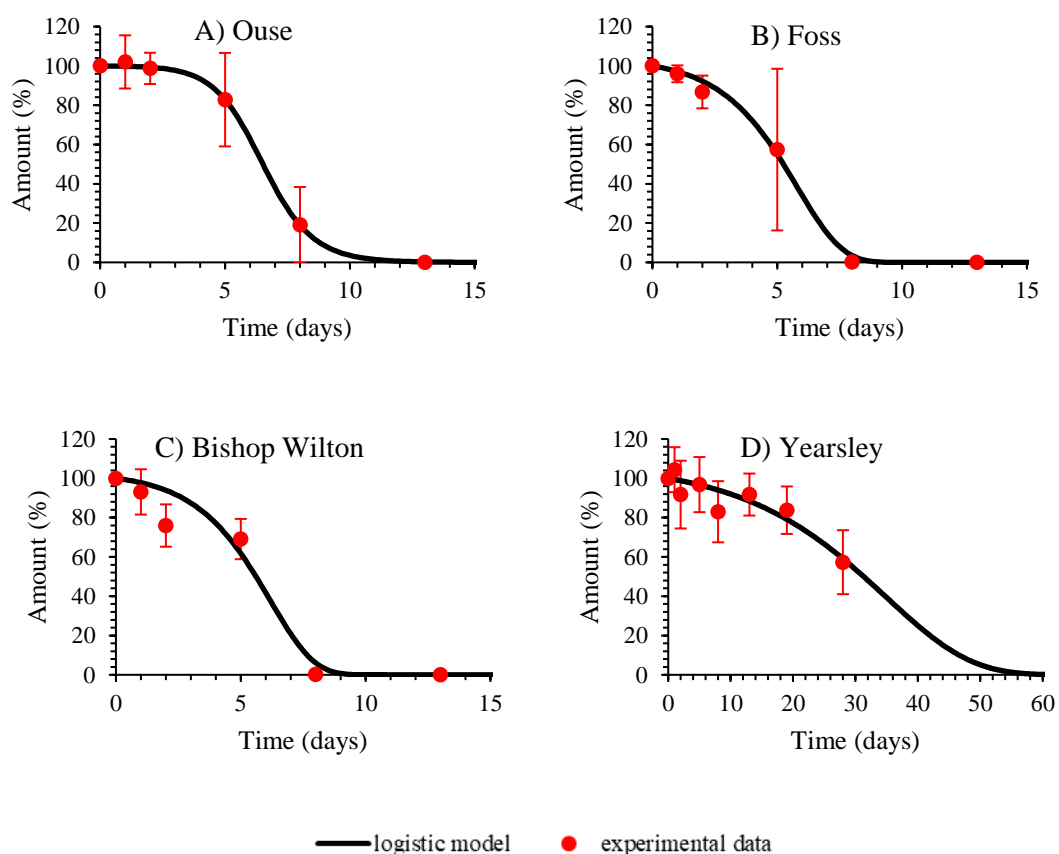 A) Ouse
120
100
80
60
40
20
0
Amount (%)
0 5 10 15
Time (days)
B) Foss
120
100
80
60
40
20
0
Amount (%)
0 5 10 15
Time (days)
C) Bishop Wilton
120
100
80
60
40
20
0
Amount (%)
0 5 10 15
Time (days)
D) Yearsley
120
100
80
60
40
20
0
Amount (%)
0 10 20 30 40 50 60
Time (days)
logistic model experimental data